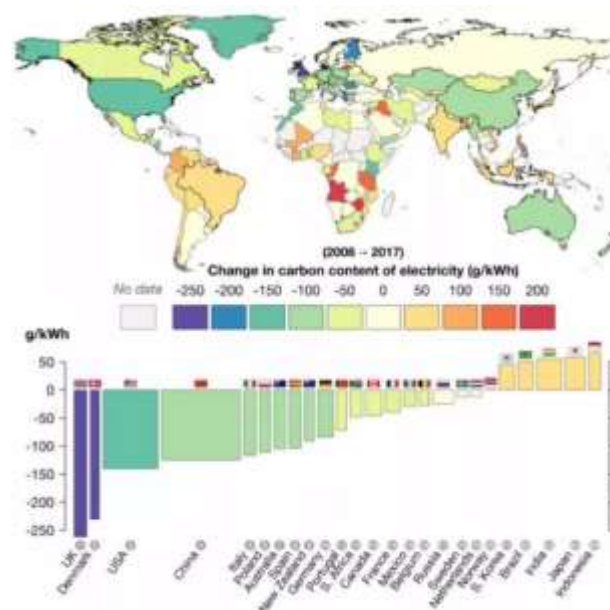 (2008 → 2017)
Change in carbon content of electricity (g/kWh)
No data -250 -200 -150 -100 -50 0 50 100 150 200
g/kWh
50
0
-50
-100
-150
-200
-250
UK
Denmark
USA
China
Italy
Poland
Australia
Spain
New Zealand
Germany
Portugal
S. Africa
Canada
France
Mexico
Belgium
Russia
Sweden
Netherlands
Norway
S. Korea
Brazil
India
Japan
Indonesia